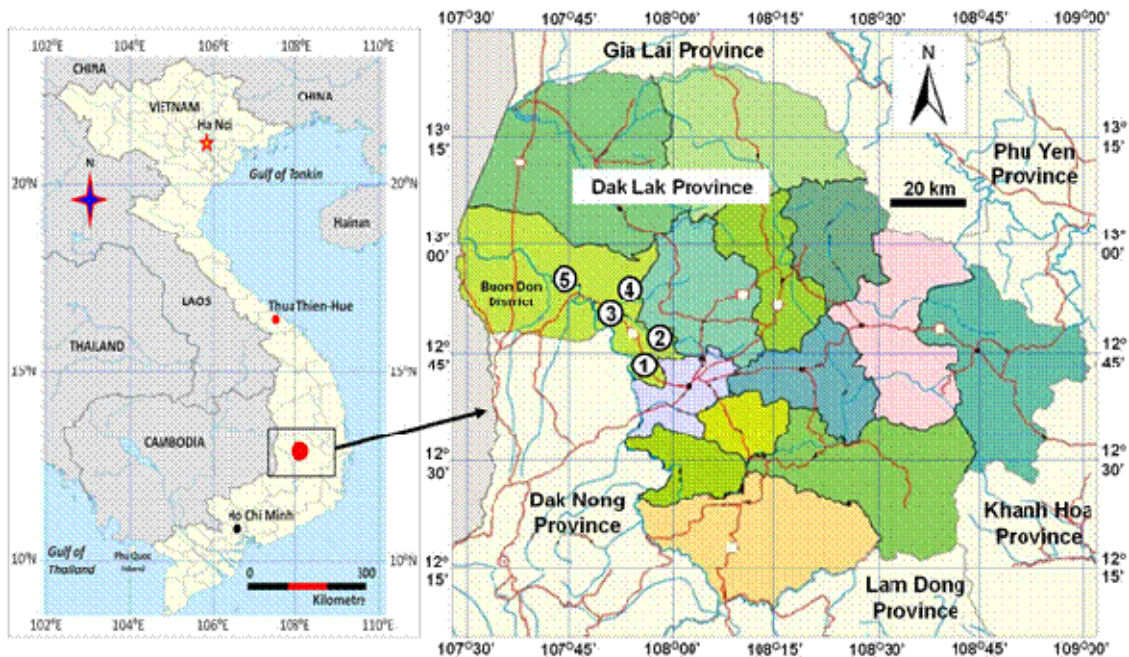 102°E 104°E 106°E 108°E 110°E
CHINA
VIETNAM
CHINA
Ha Noi
N
Gulf of Tonkin
20°N
20°N
Hainan
LAOS
Thua Thien-Hue
THAILAND
15°N
15°N
CAMBODIA
Ho Chi Minh
Gulf of
Thailand
Phu Quoc
Island
10°N
10°N
0 300
Kilometre
102°E 104°E 106°E 108°E 110°E
107°30' 107°45' 108°06' 108°15' 108°30' 108°45' 109°00'
Gia Lai Province
N
13°
15'
13°
15'
Phu Yen
Province
Dak Lak Province
20 km
13°
00'
13°
00'
5
4
Buon Don
District
3
2
1
12°
45'
12°
45'
12°
30'
12°
30'
Dak Nong
Province
Khanh Hoa
Province
12°
15'
12°
15'
Lam Dong
Province
107°30' 107°45' 108°06' 108°15' 108°30' 108°45' 109°00'